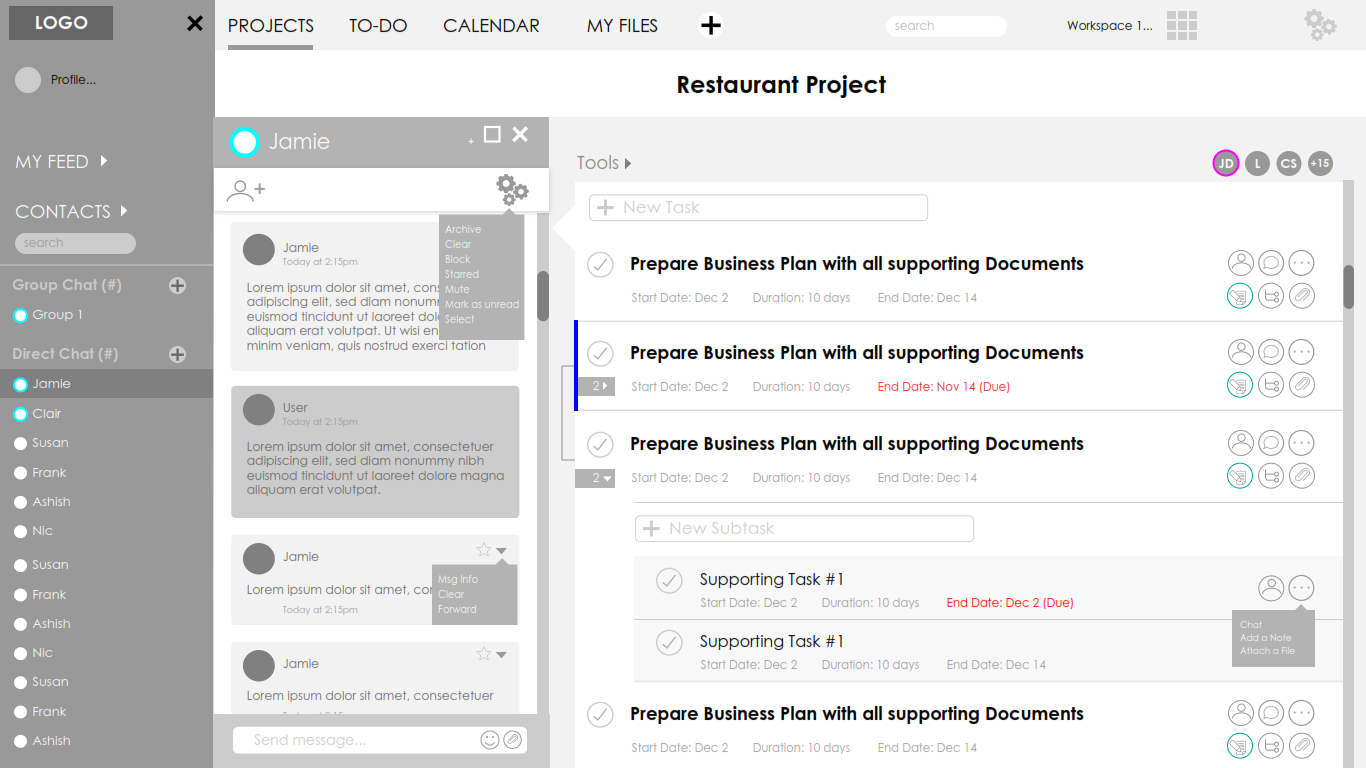 LOGO
Profile...
MY FEED
CONTACTS
search
Group Chat (#)
Group 1
Direct Chat (#)
Jamie
Clair
Susan
Frank
Ashish
Nic
Susan
Frank
Ashish
Nic
Susan
Frank
Ashish
PROJECTS TO-DO CALENDAR MY FILES
search
Workspace 1...
Restaurant Project
Jamie
Archive
Clear
Block
Starred
Mute
Mark as unread
Select
Jamie
Today at 2:15pm
Lorem ipsum dolor sit amet, cons
adipiscing elit, sed diam nonumm
euismod tincidunt ut laoreet dolo
aliquam erat volutpat. Ut wisi en
minim veniam, quis nostrud exerci tation
User
Today at 2:15pm
Lorem ipsum dolor sit amet, consectetuer
adipiscing elit, sed diam nonummy nibh
euismod tincidunt ut laoreet dolore magna
aliquam erat volutpat.
Jamie
Lorem ipsum dolor sit amet, con
Today at 2:15pm
Msg Info
Clear
Forward
Jamie
Lorem ipsum dolor sit amet, consectetuer
Send message...
Tools
JD L CS +15
New Task
Prepare Business Plan with all supporting Documents
Start Date: Dec 2 Duration: 10 days End Date: Dec 14
Prepare Business Plan with all supporting Documents
2
Start Date: Dec 2 Duration: 10 days End Date: Nov 14 (Due)
Prepare Business Plan with all supporting Documents
2
Start Date: Dec 2 Duration: 10 days End Date: Dec 14
New Subtask
Supporting Task #1
Start Date: Dec 2 Duration: 10 days End Date: Dec 2 (Due)
Chat
Add a Note
Attach a File
Supporting Task #1
Start Date: Dec 2 Duration: 10 days End Date: Dec 14
Prepare Business Plan with all supporting Documents
Start Date: Dec 2 Duration: 10 days End Date: Dec 14